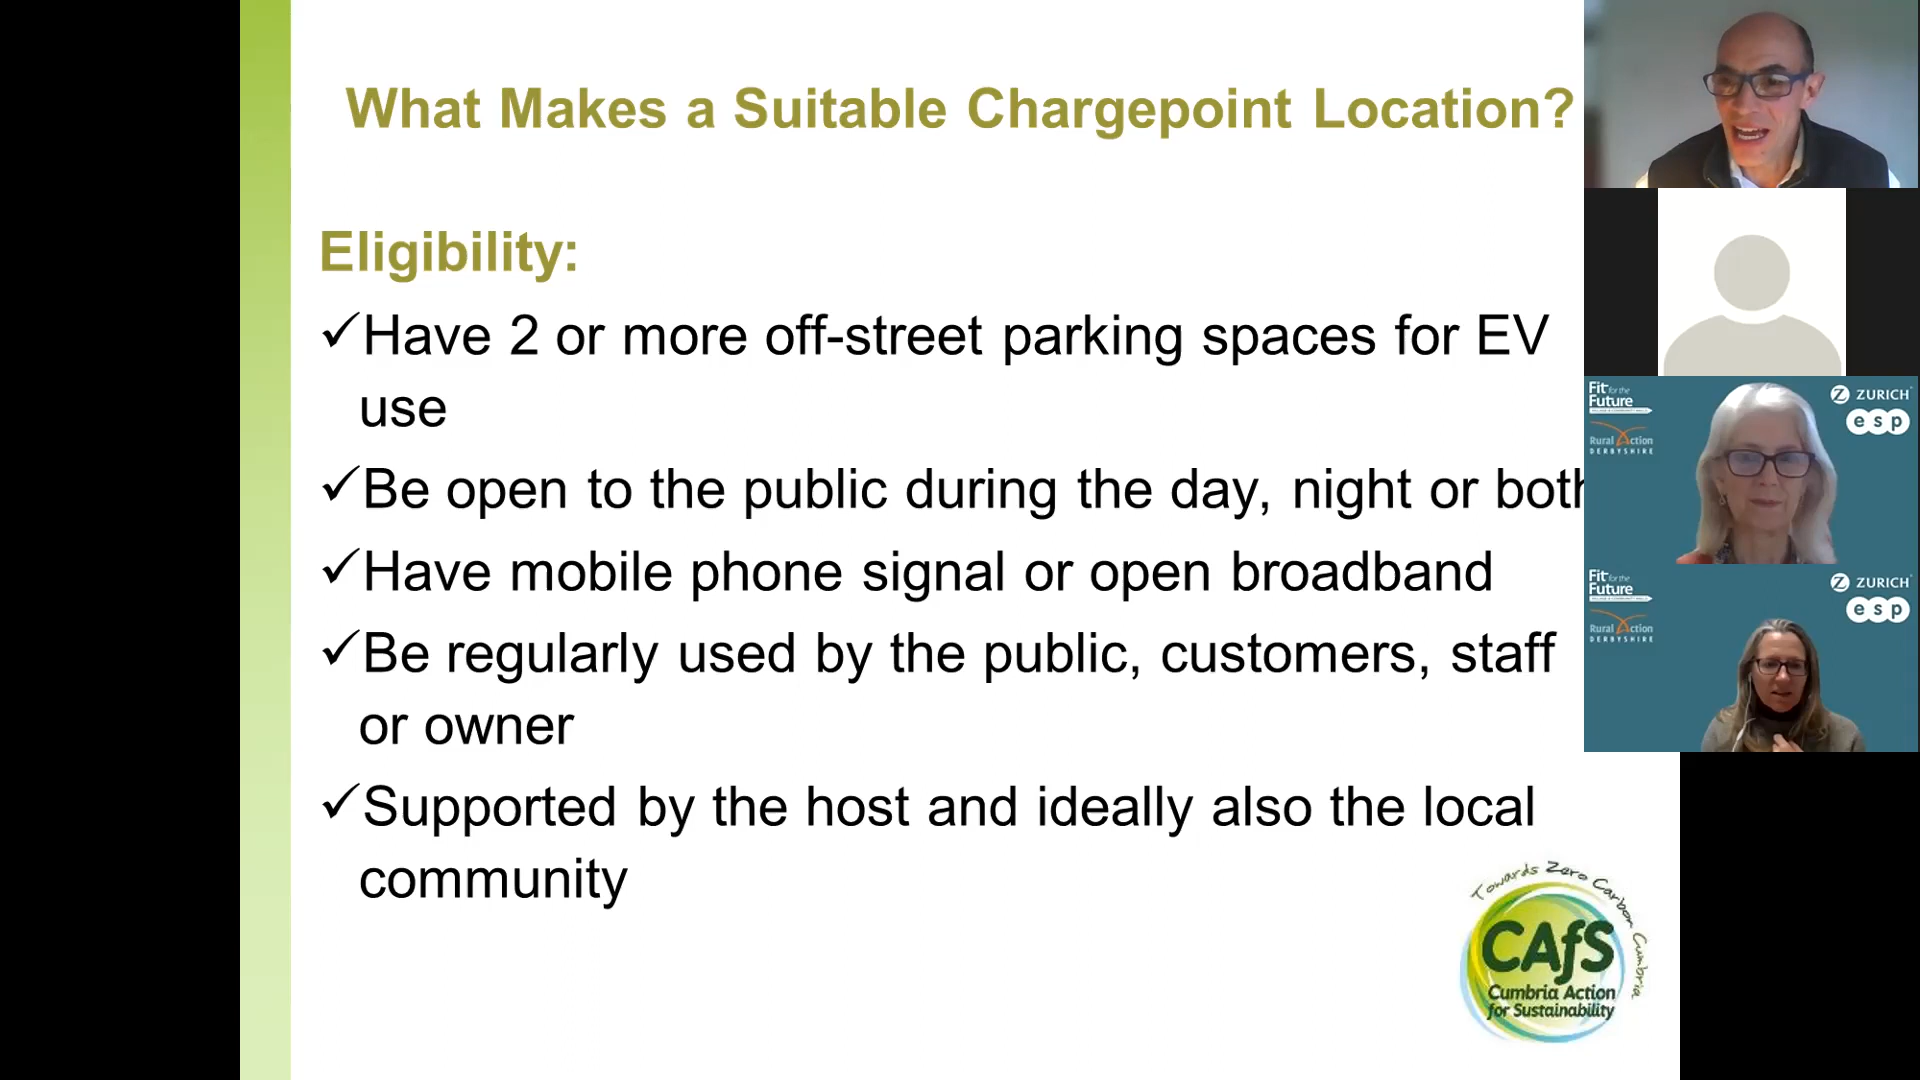 What Makes a Suitable Chargepoint Location?
Eligibility:
✓Have 2 or more off-street parking spaces for EV
use
✓Be open to the public during the day, night or both
✓Have mobile phone signal or open broadband
✓Be regularly used by the public, customers, staff
or owner
✓Supported by the host and ideally also the local
community
Towards Zero Carbon Cumbria
CAfS
Cumbria Action
for Sustainability
Fit for the
Future
Rural Action
DERBYSHIRE
ZURICH
esp
Fit for the
Future
Rural Action
DERBYSHIRE
ZURICH
esp